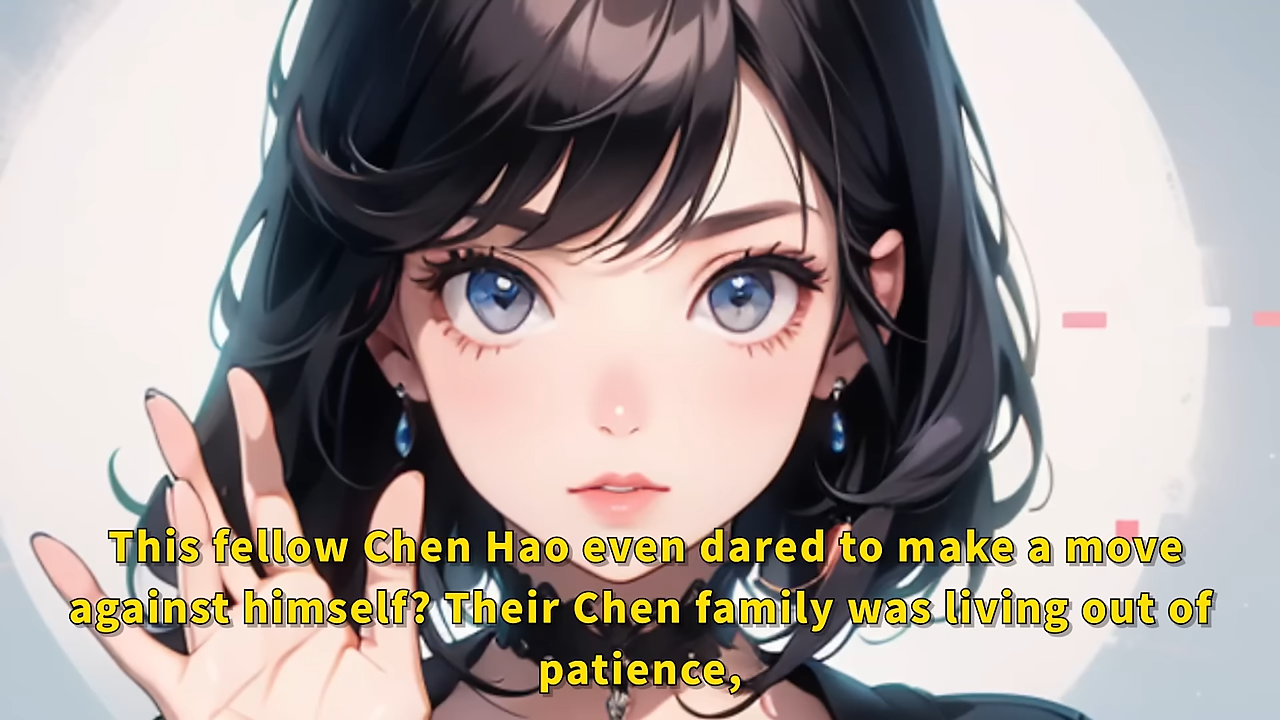 This fellow Chen Hao even dared to make a move
against himself? Their Chen family was living out of
patience,